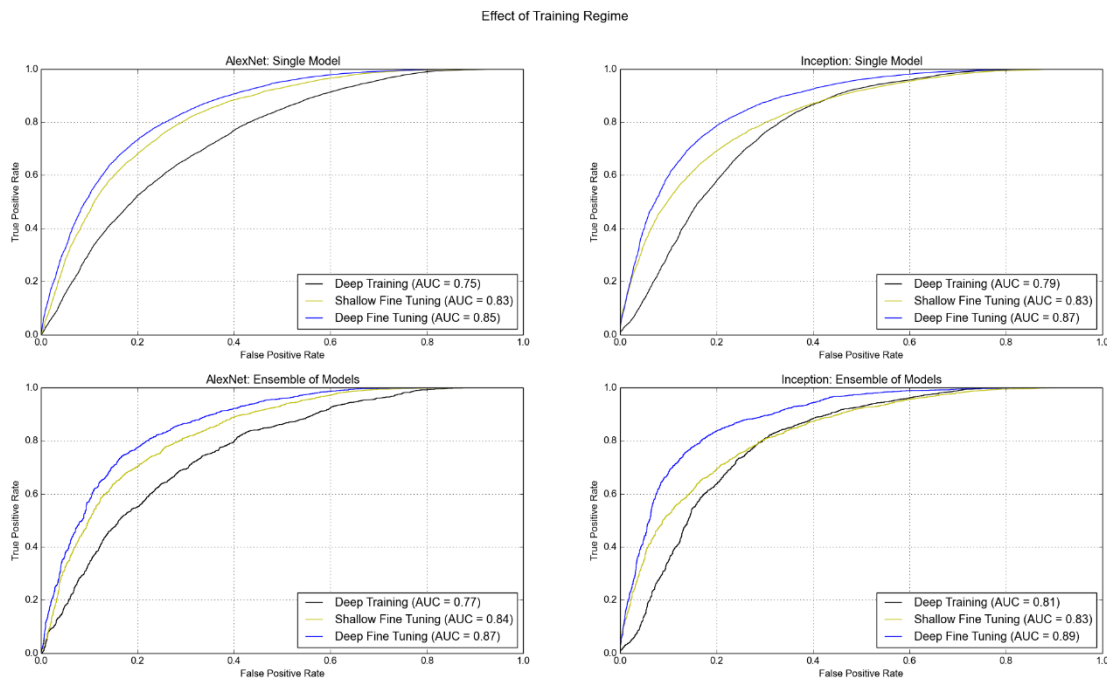 Effect of Training Regime
AlexNet: Single Model
True Positive Rate
1.0
0.8
0.6
0.4
0.2
0.0
0.0 0.2 0.4 0.6 0.8 1.0
False Positive Rate
Deep Training (AUC = 0.75)
Shallow Fine Tuning (AUC = 0.83)
Deep Fine Tuning (AUC = 0.85)
Inception: Single Model
True Positive Rate
1.0
0.8
0.6
0.4
0.2
0.0
0.0 0.2 0.4 0.6 0.8 1.0
False Positive Rate
Deep Training (AUC = 0.79)
Shallow Fine Tuning (AUC = 0.83)
Deep Fine Tuning (AUC = 0.87)
AlexNet: Ensemble of Models
True Positive Rate
1.0
0.8
0.6
0.4
0.2
0.0
0.0 0.2 0.4 0.6 0.8 1.0
False Positive Rate
Deep Training (AUC = 0.77)
Shallow Fine Tuning (AUC = 0.84)
Deep Fine Tuning (AUC = 0.87)
Inception: Ensemble of Models
True Positive Rate
1.0
0.8
0.6
0.4
0.2
0.0
0.0 0.2 0.4 0.6 0.8 1.0
False Positive Rate
Deep Training (AUC = 0.81)
Shallow Fine Tuning (AUC = 0.83)
Deep Fine Tuning (AUC = 0.89)